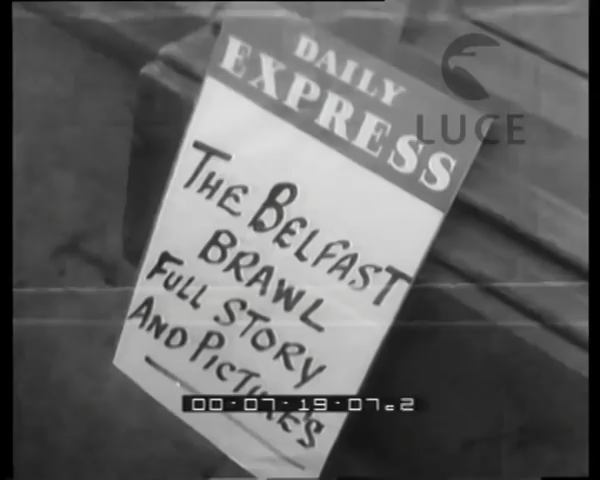 DAILY
EXPRESS
LUCE
THE BELFAST
BRAWL
FULL STORY
AND PICTURES
00·07·19·07.2